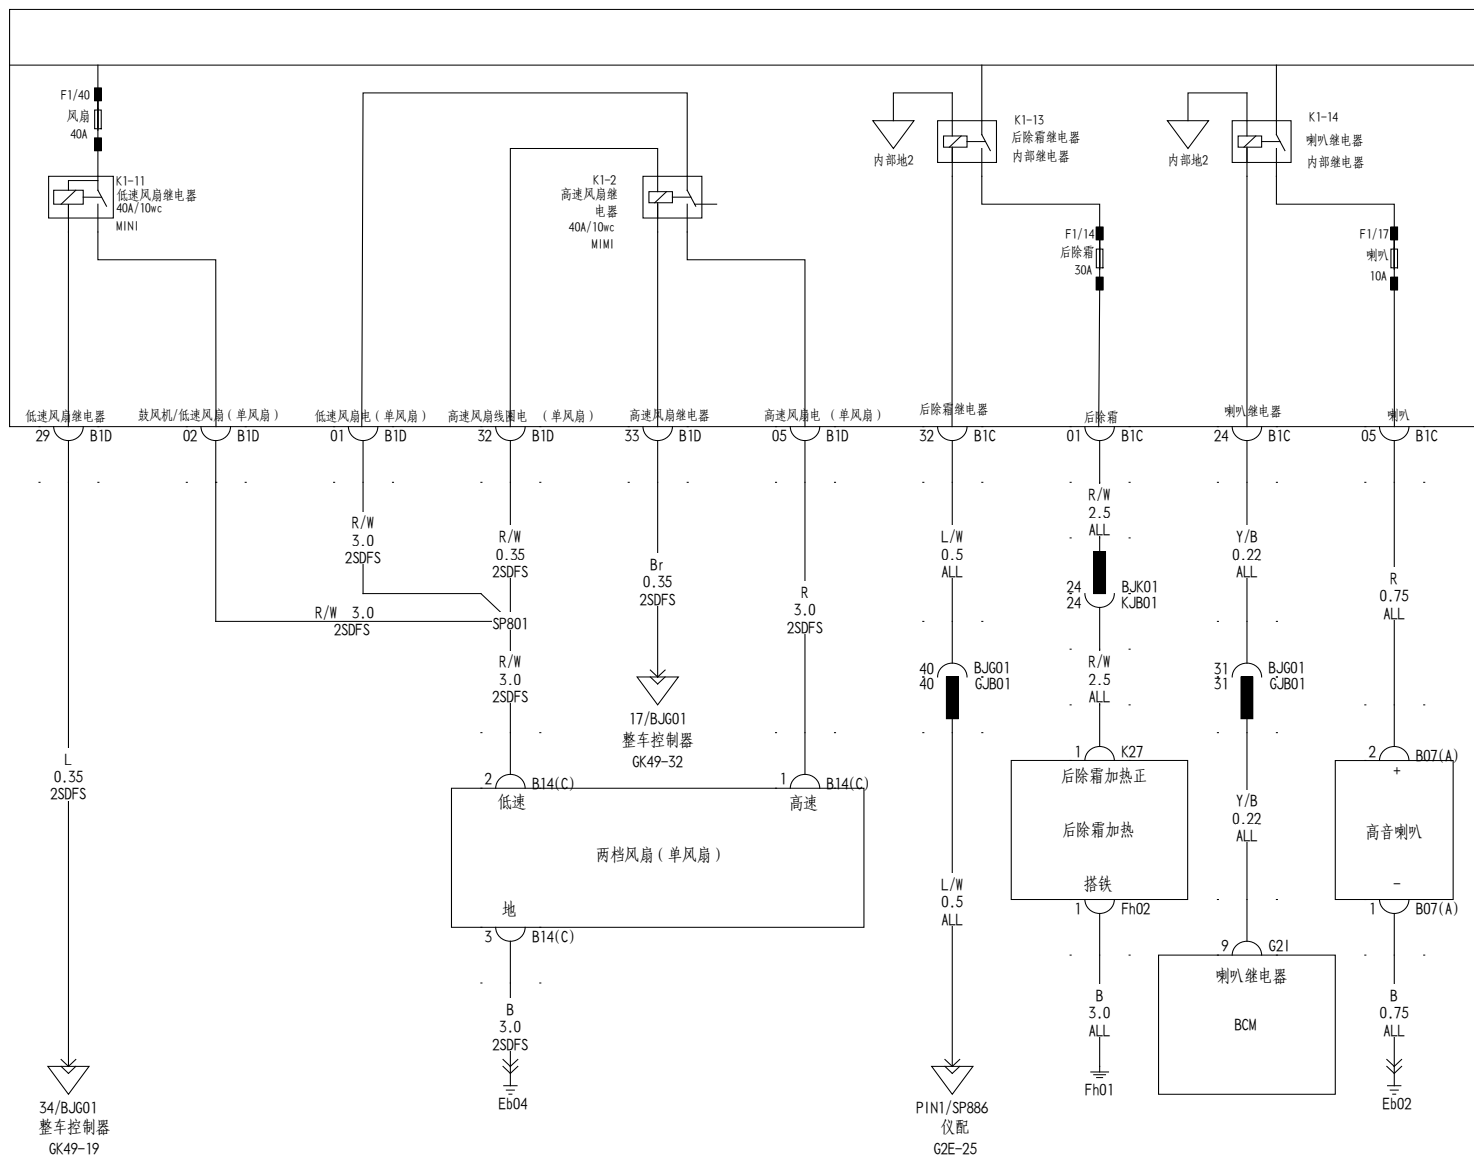 F1/40
风扇
40A
K1-11
低速风扇继电器
40A/10wc
MINI
K1-2
高速风扇继
电器
40A/10wc
MIMI
内部地2
K1-13
后除霜继电器
内部继电器
F1/14
后除霜
30A
内部地2
K1-14
喇叭继电器
内部继电器
F1/17
喇叭
10A
低速风扇继电器
29 B1D
鼓风机/低速风扇(单风扇)
02 B1D
低速风扇电(单风扇)
01 B1D
高速风扇线圈电 (单风扇)
32 B1D
高速风扇继电器
33 B1D
高速风扇电 (单风扇)
05 B1D
后除霜继电器
32 B1C
后除霜
01 B1C
喇叭继电器
24 B1C
喇叭
05 B1C
R/W
3.0
2SDFS
R/W
0.35
2SDFS
R/W 3.0
2SDFS
SP801
R/W
3.0
2SDFS
Br
0.35
2SDFS
R
3.0
2SDFS
17/BJG01
整车控制器
GK49-32
L
0.35
2SDFS
34/BJG01
整车控制器
GK49-19
2 B14(C)
低速
1 B14(C)
高速
两档风扇(单风扇)
地
3 B14(C)
B
3.0
2SDFS
Eb04
L/W
0.5
ALL
40 BJG01
40 GJB01
L/W
0.5
ALL
PIN1/SP886
仪配
G2E-25
R/W
2.5
ALL
24 BJK01
24 KJB01
R/W
2.5
ALL
1 K27
后除霜加热正
后除霜加热
搭铁
1 Fh02
B
3.0
ALL
Fh01
Y/B
0.22
ALL
31 BJG01
31 GJB01
Y/B
0.22
ALL
9 G2I
喇叭继电器
BCM
R
0.75
ALL
2 B07(A)
+
高音喇叭
-
1 B07(A)
B
0.75
ALL
Eb02